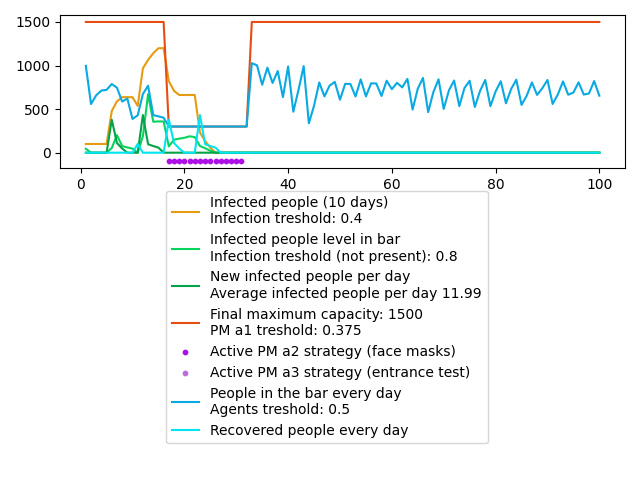 1500
1000
500
0
0 20 40 60 80 100
Infected people (10 days)
Infection treshold: 0.4
Infected people level in bar
Infection treshold (not present): 0.8
New infected people per day
Average infected people per day 11.99
Final maximum capacity: 1500
PM a1 treshold: 0.375
Active PM a2 strategy (face masks)
Active PM a3 strategy (entrance test)
People in the bar every day
Agents treshold: 0.5
Recovered people every day